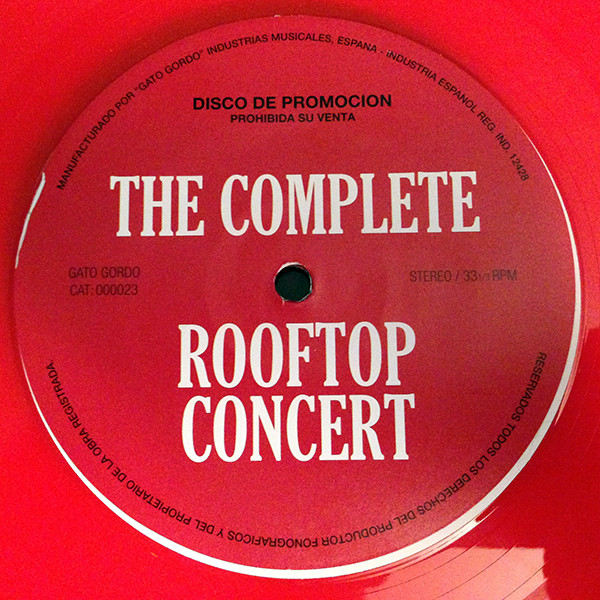 MANUFACTURADO POR "GATO GORDO" INDUSTRIAS MUSICALES, ESPANA - INDUSTRIA ESPANOL REG. IND. 12428
DISCO DE PROMOCION
PROHIBIDA SU VENTA
THE COMPLETE
GATO GORDO
CAT: 000023
STEREO / 33 1/3 RPM
ROOFTOP
CONCERT
RESERVADOS TODOS LOS DERECHOS DEL PRODUCTOR FONOGRAFICOS Y DEL PROPIETARIO DE LA OBRA REGISTRADA.